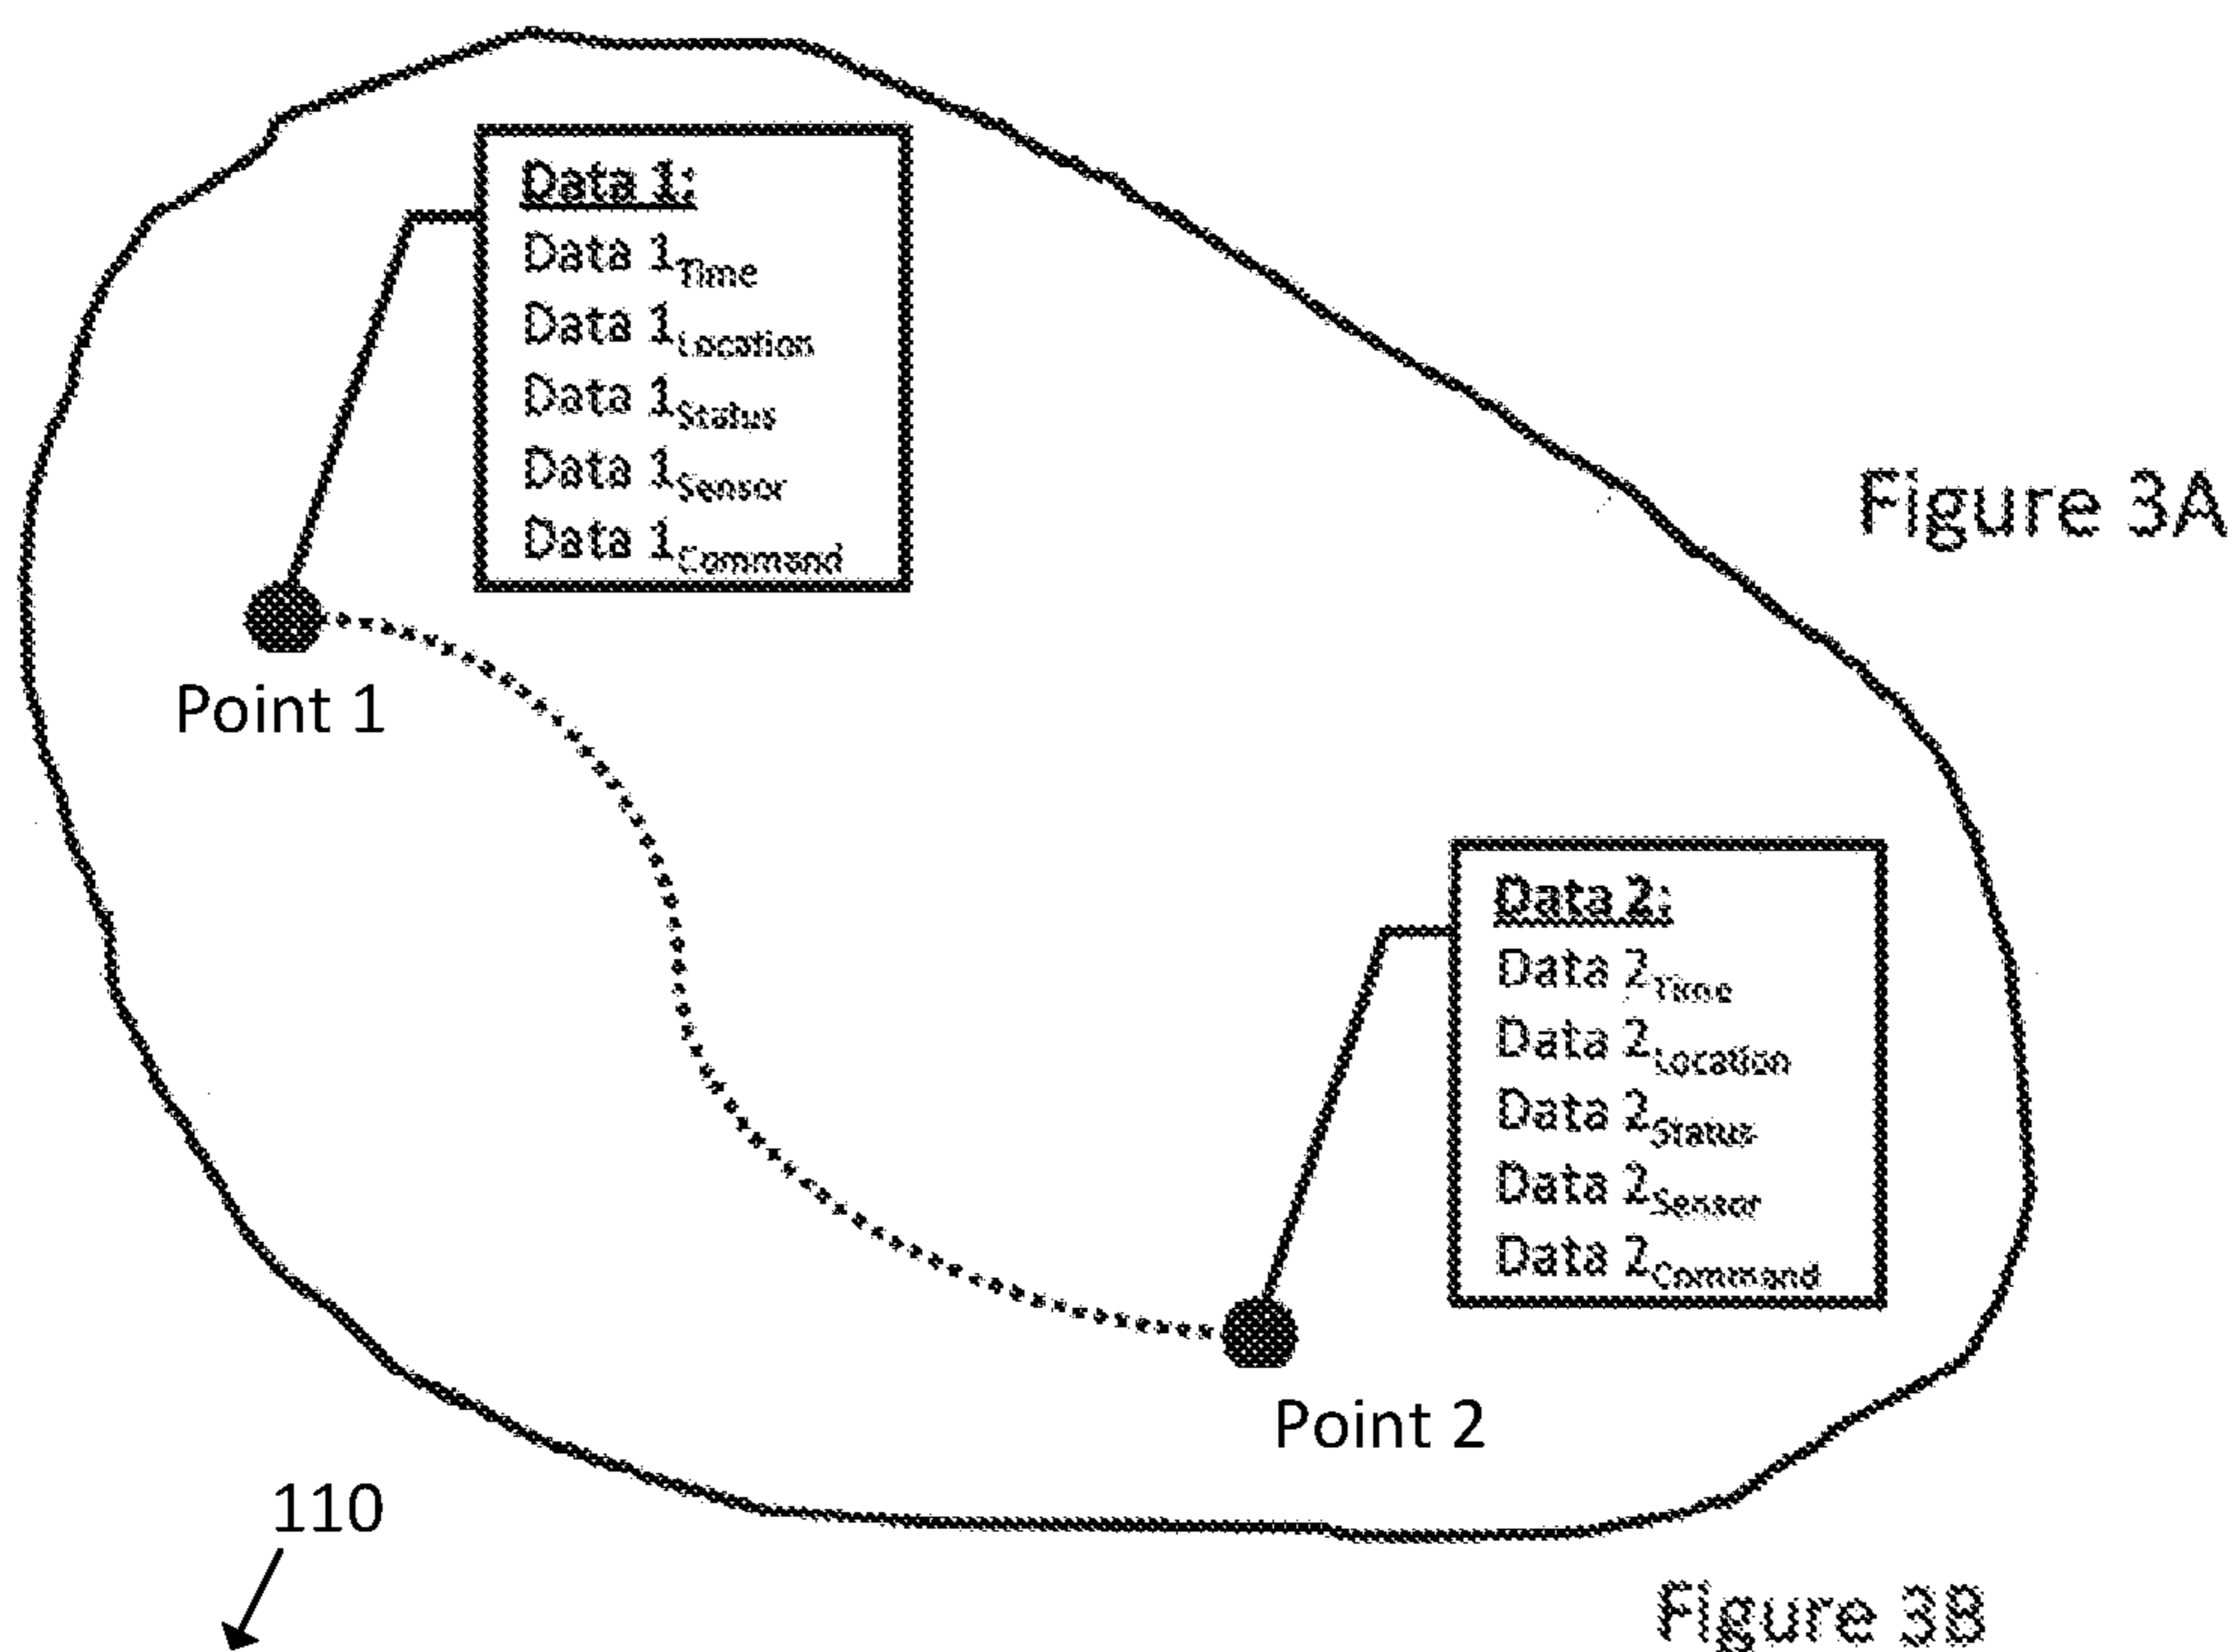 Data 1:
Data 1Time
Data 1Location
Data 1Status
Data 1Sensor
Data 1Command
Figure 3A
Point 1
Data 2:
Data 2Time
Data 2Location
Data 2Status
Data 2Sensor
Data 2Command
Point 2
110
Figure 3B